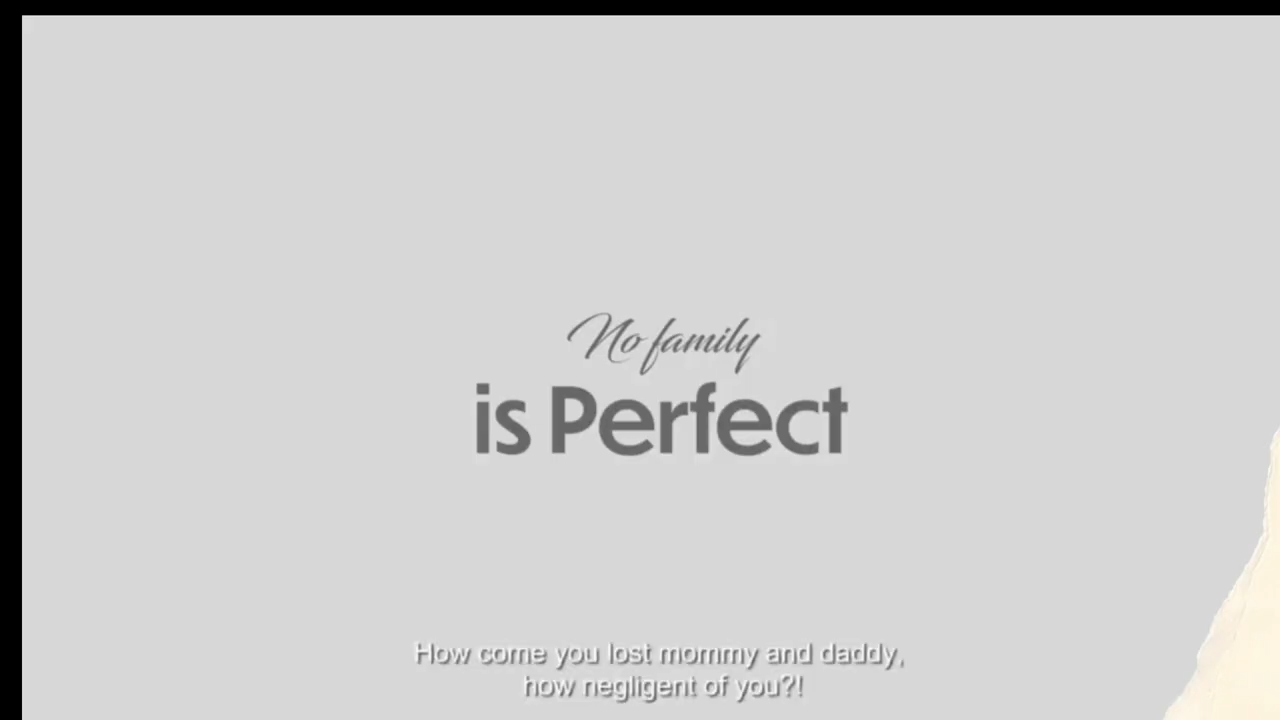 No family
is Perfect
How come you lost mommy and daddy,
how negligent of you?!